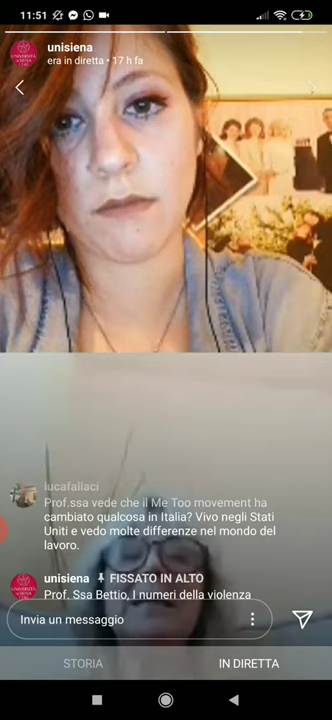 11:51
unisiena
era in diretta • 17 h fa
lucafallaci
Prof.ssa vede che il Me Too movement ha
cambiato qualcosa in Italia? Vivo negli Stati
Uniti e vedo molte differenze nel mondo del
lavoro.
unisiena FISSATO IN ALTO
Prof. Ssa Bettio, I numeri della violenza
Invia un messaggio
STORIA IN DIRETTA